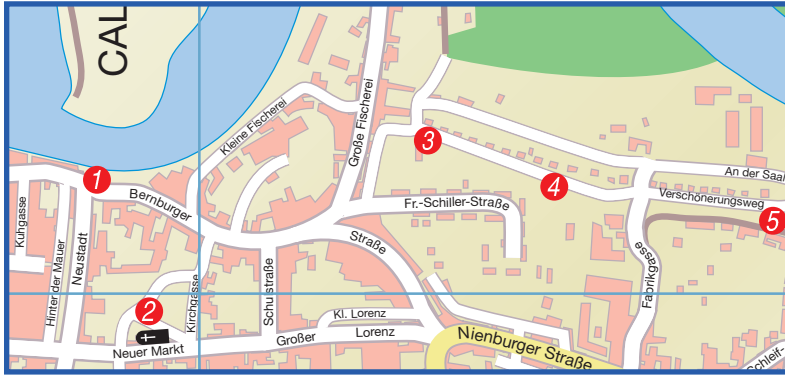 CAL
Kleine Fischerei
Große Fischerei
3
An der Saal
1
4
Bernburger
Verschönerungsweg
Fr.-Schiller-Straße
5
Kuhgasse
Hinter der Mauer
Neustadt
Straße
Kirchgasse
Schulstraße
Fabrikgasse
2
Kl. Lorenz
Großer Lorenz
Neuer Markt
Nienburger Straße
Schleif-